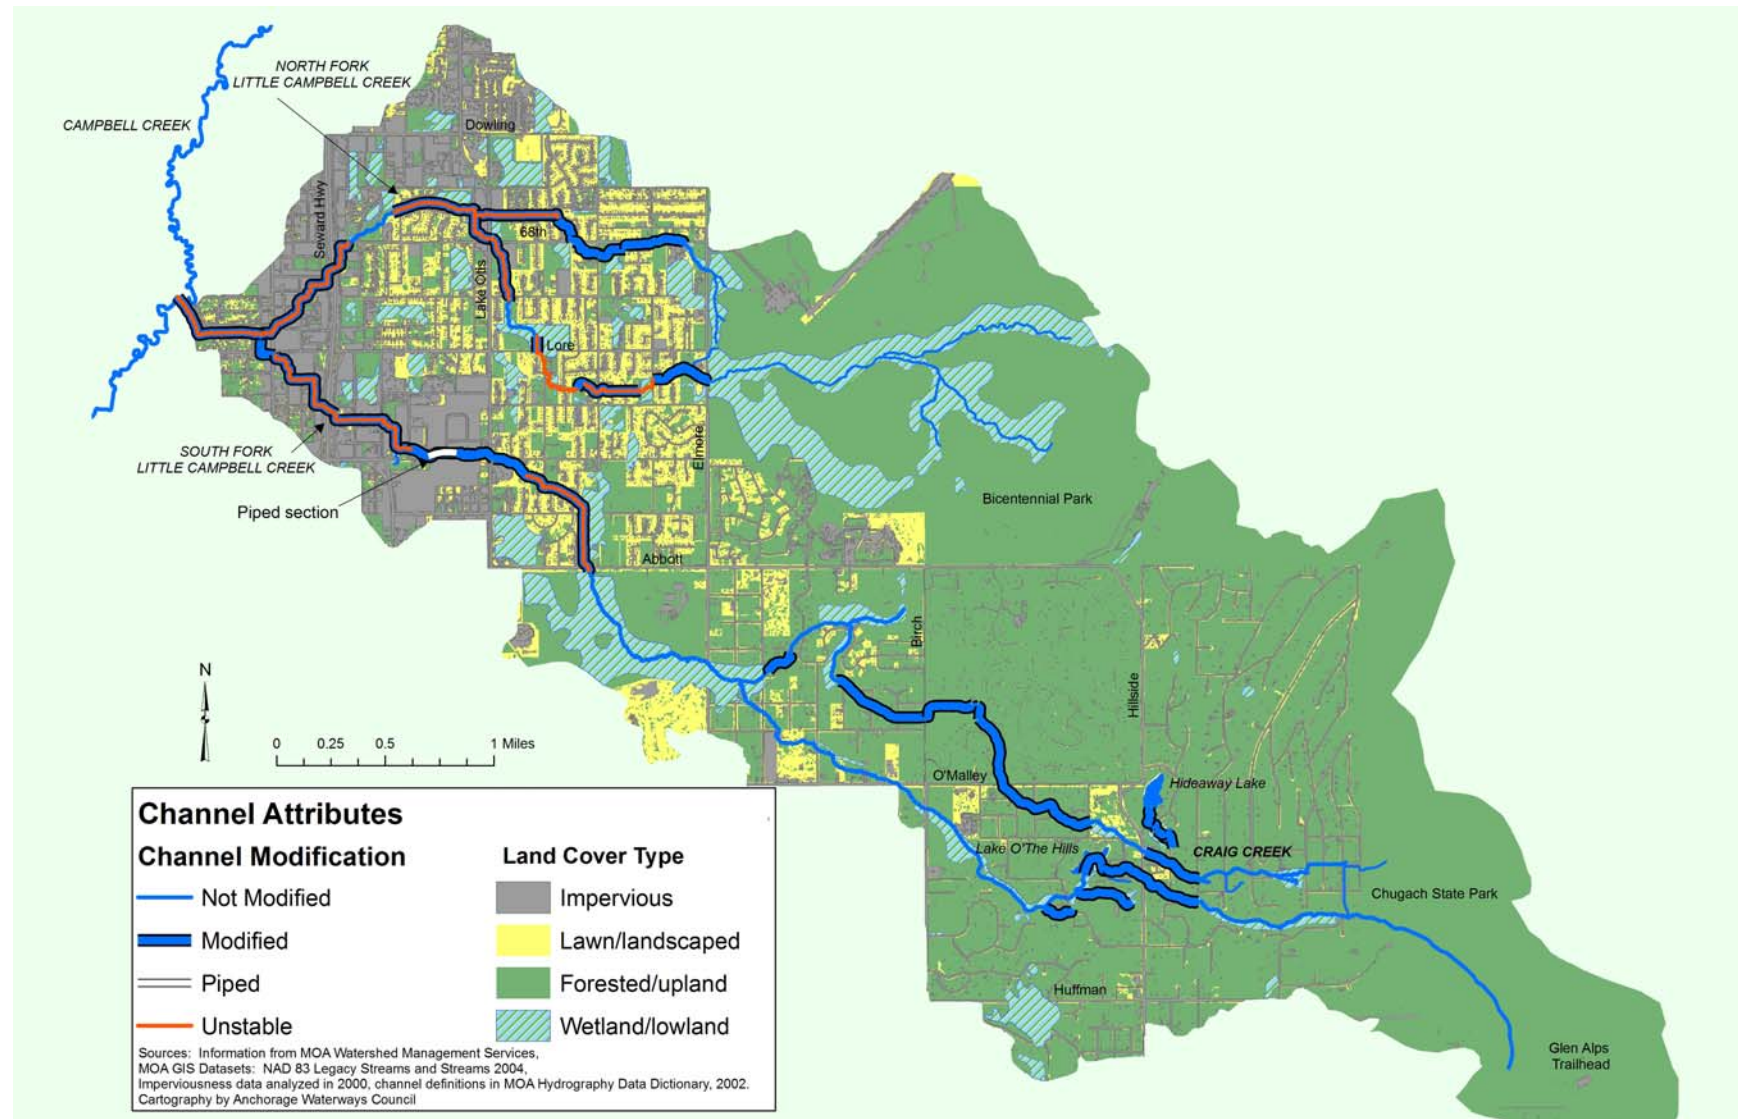 NORTH FORK
LITTLE CAMPBELL CREEK
CAMPBELL CREEK
Dowling
Seward Hwy
68th
Lake Otis
Lore
SOUTH FORK
LITTLE CAMPBELL CREEK
Elmore
Piped section
Bicentennial Park
Abbott
Birch
N
Hillside
0 0.25 0.5 1 Miles
O'Malley
Hideaway Lake
Lake O'The Hills
CRAIG CREEK
Chugach State Park
Huffman
Glen Alps
Trailhead
Channel Attributes
Channel Modification
Not Modified
Modified
Piped
Unstable
Land Cover Type
Impervious
Lawn/landscaped
Forested/upland
Wetland/lowland
Sources: Information from MOA Watershed Management Services,
MOA GIS Datasets: NAD 83 Legacy Streams and Streams 2004,
Imperviousness data analyzed in 2000, channel definitions in MOA Hydrography Data Dictionary, 2002.
Cartography by Anchorage Waterways Council